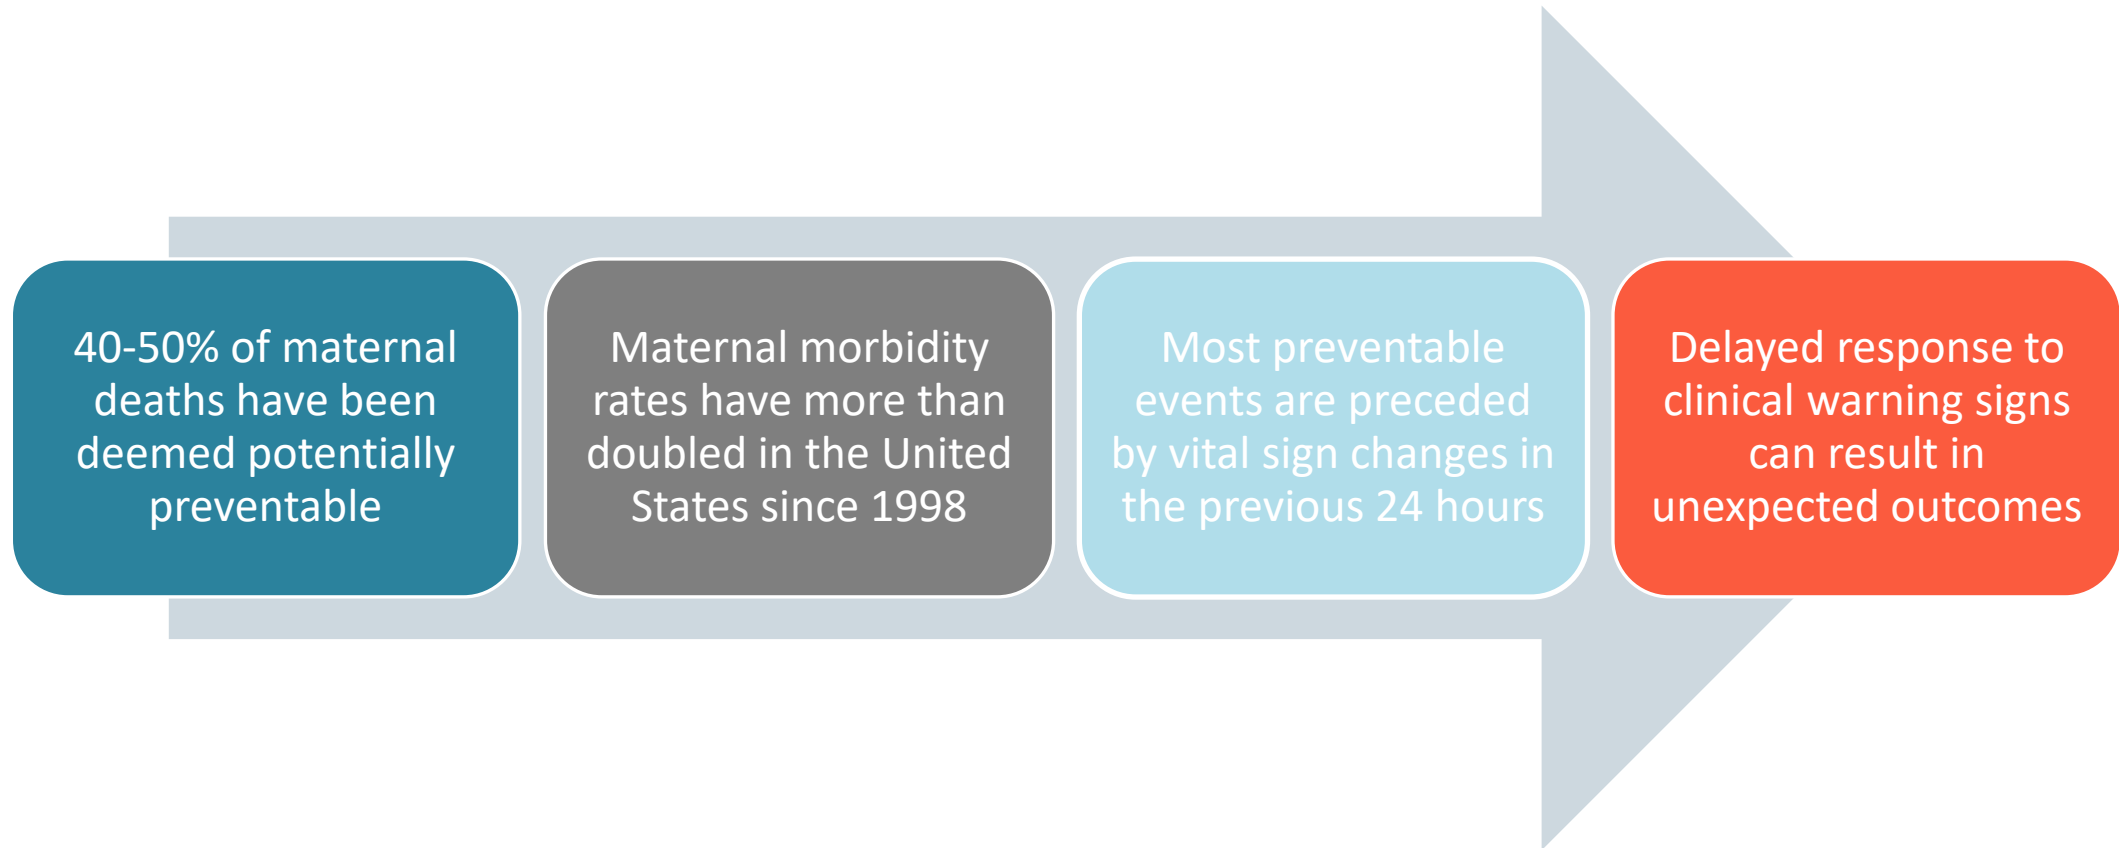 40-50% of maternal
deaths have been
deemed potentially
preventable
Maternal morbidity
rates have more than
doubled in the United
States since 1998
Most preventable
events are preceded
by vital sign changes in
the previous 24 hours
Delayed response to
clinical warning signs
can result in
unexpected outcomes